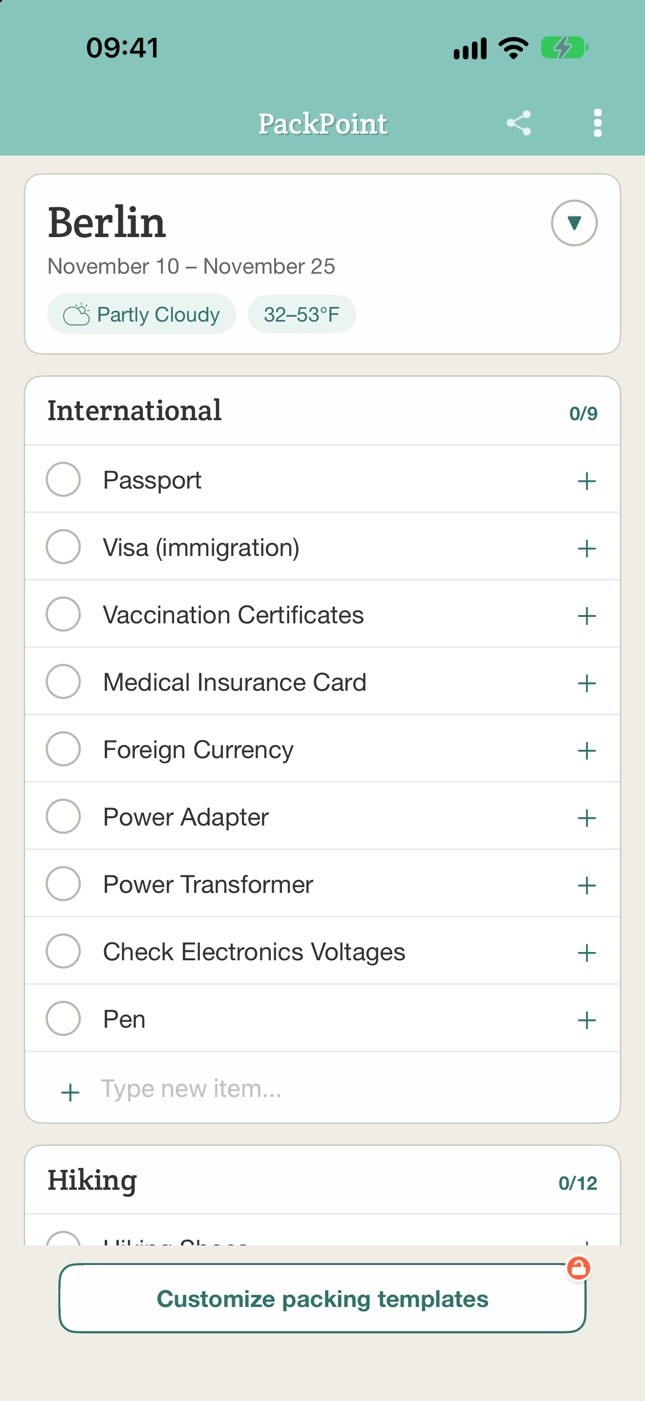 09:41
PackPoint
Berlin
November 10 – November 25
Partly Cloudy
32–53°F
International
0/9
Passport
Visa (immigration)
Vaccination Certificates
Medical Insurance Card
Foreign Currency
Power Adapter
Power Transformer
Check Electronics Voltages
Pen
Type new item...
Hiking
0/12
Hiking Shoes
Customize packing templates